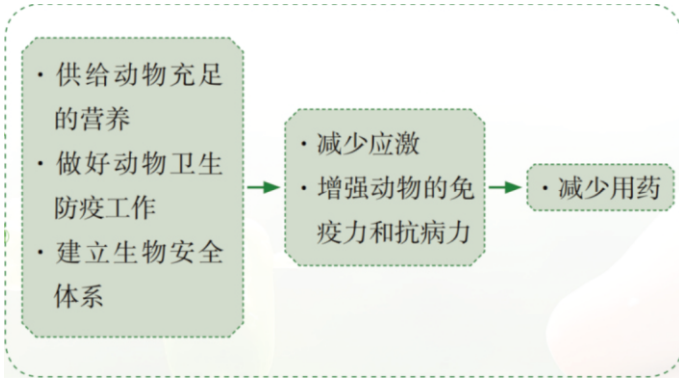 · 供给动物充足
的营养
· 做好动物卫生
防疫工作
· 建立生物安全
体系
· 减少应激
· 增强动物的免
疫力和抗病力
· 减少用药